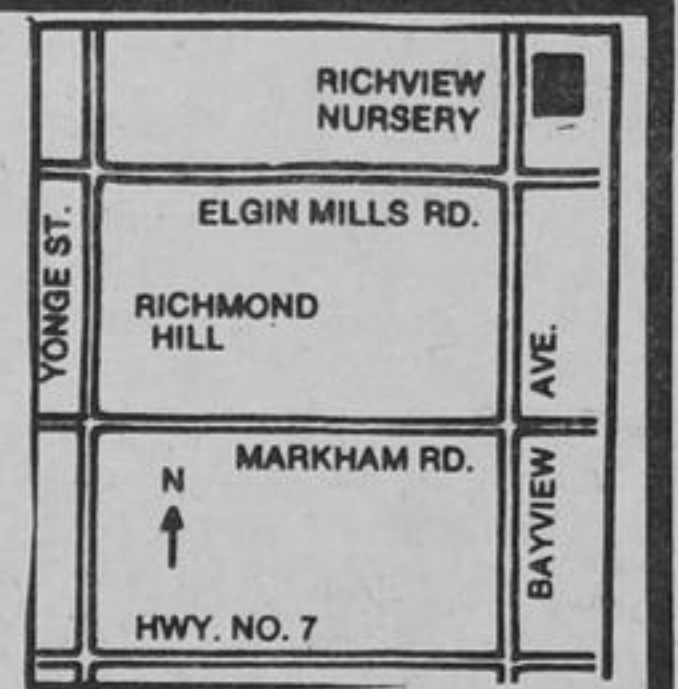 RICHVIEW
NURSERY
ELGIN MILLS RD.
YONGE ST.
RICHMOND
HILL
BAYVIEW AVE.
MARKHAM RD.
N
HWY. NO. 7